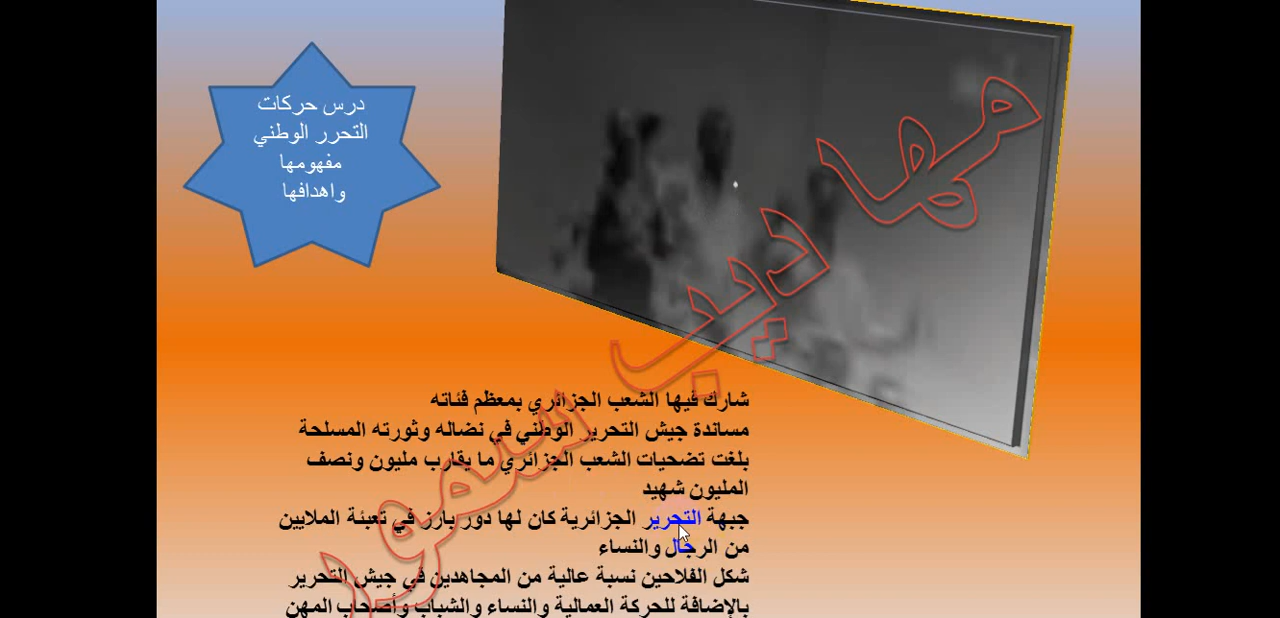 درس حركات
التحرر الوطني
مفهومها
واهدافها
شارك فيها الشعب الجزائري بمعظم فئاته
مساندة جيش التحرير الوطني في نضاله وثورته المسلحة
بلغت تضحيات الشعب الجزائري ما يقارب مليون ونصف
المليون شهيد
جبهة التحرير الجزائرية كان لها دور بارز في تعبئة الملايين
من الرجال والنساء
شكل الفلاحين نسبة عالية من المجاهدين في جيش التحرير
بالإضافة للحركة العمالية والنساء والشباب وأصحاب المهن
مها ديب سمور